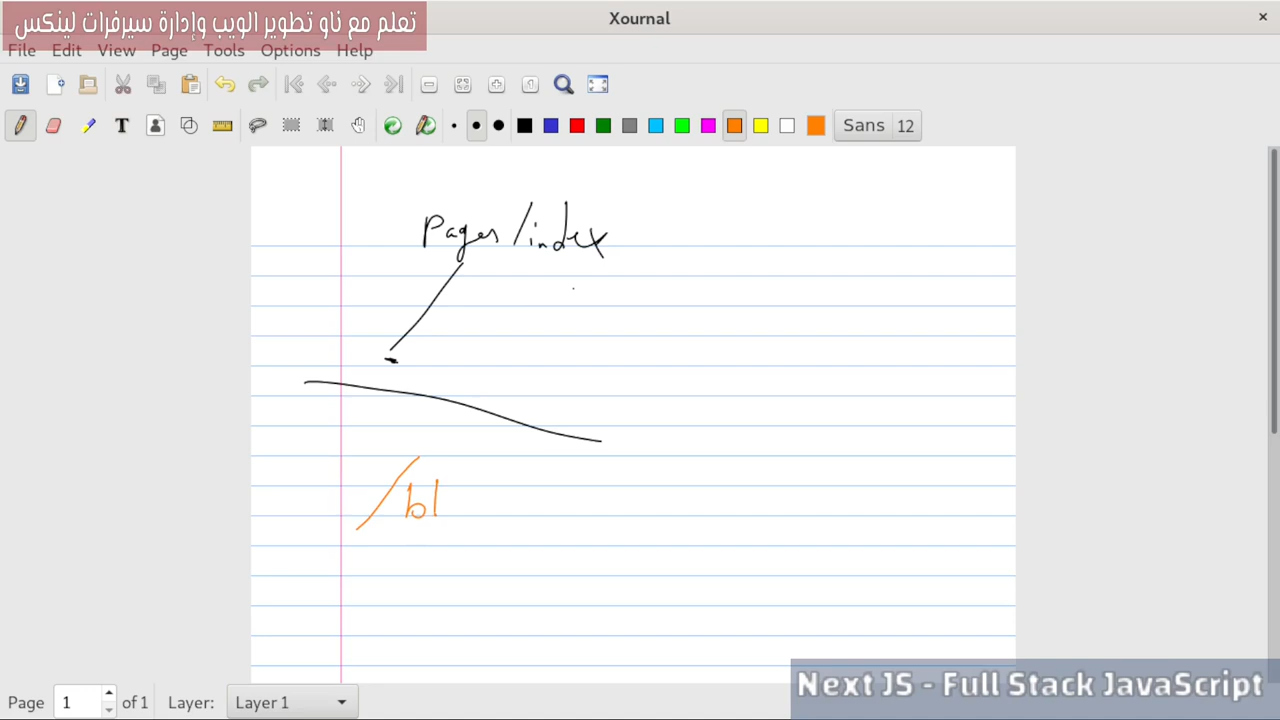 Xournal
تعلم مع ناو تطوير الويب وإدارة سيرفرات لينكس
File Edit View Page Tools Options Help
Sans 12
Pages /index
/bl
Next JS - Full Stack JavaScript
Page 1 of 1 Layer: Layer 1